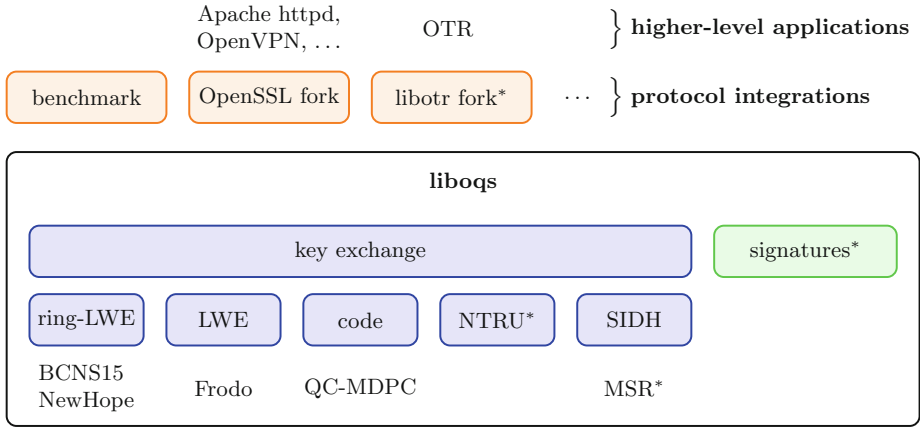 Apache httpd,
OpenVPN, . . .
OTR
} higher-level applications
benchmark
OpenSSL fork
libotr fork*
· · ·
} protocol integrations
liboqs
key exchange
signatures*
ring-LWE
LWE
code
NTRU*
SIDH
BCNS15
NewHope
Frodo
QC-MDPC
MSR*